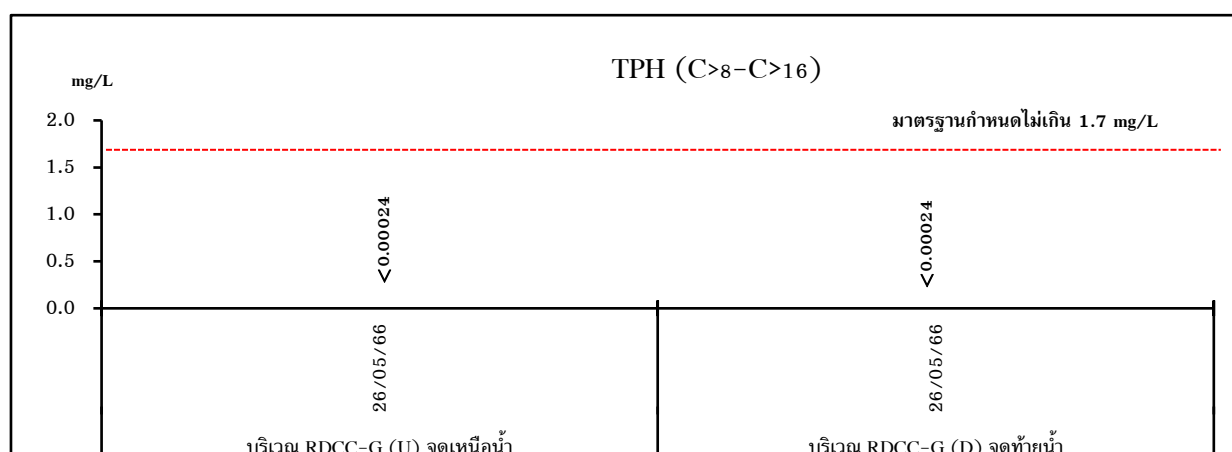 TPH (C>8-C>16)
mg/L
มาตรฐานกำหนดไม่เกิน 1.7 mg/L
2.0
1.5
1.0
0.5
0.0
<0.00024
<0.00024
26/05/66
26/05/66
บริเวณ RDCC-G (U) จุดเหนือน้ำ
บริเวณ RDCC-G (D) จุดท้ายน้ำ